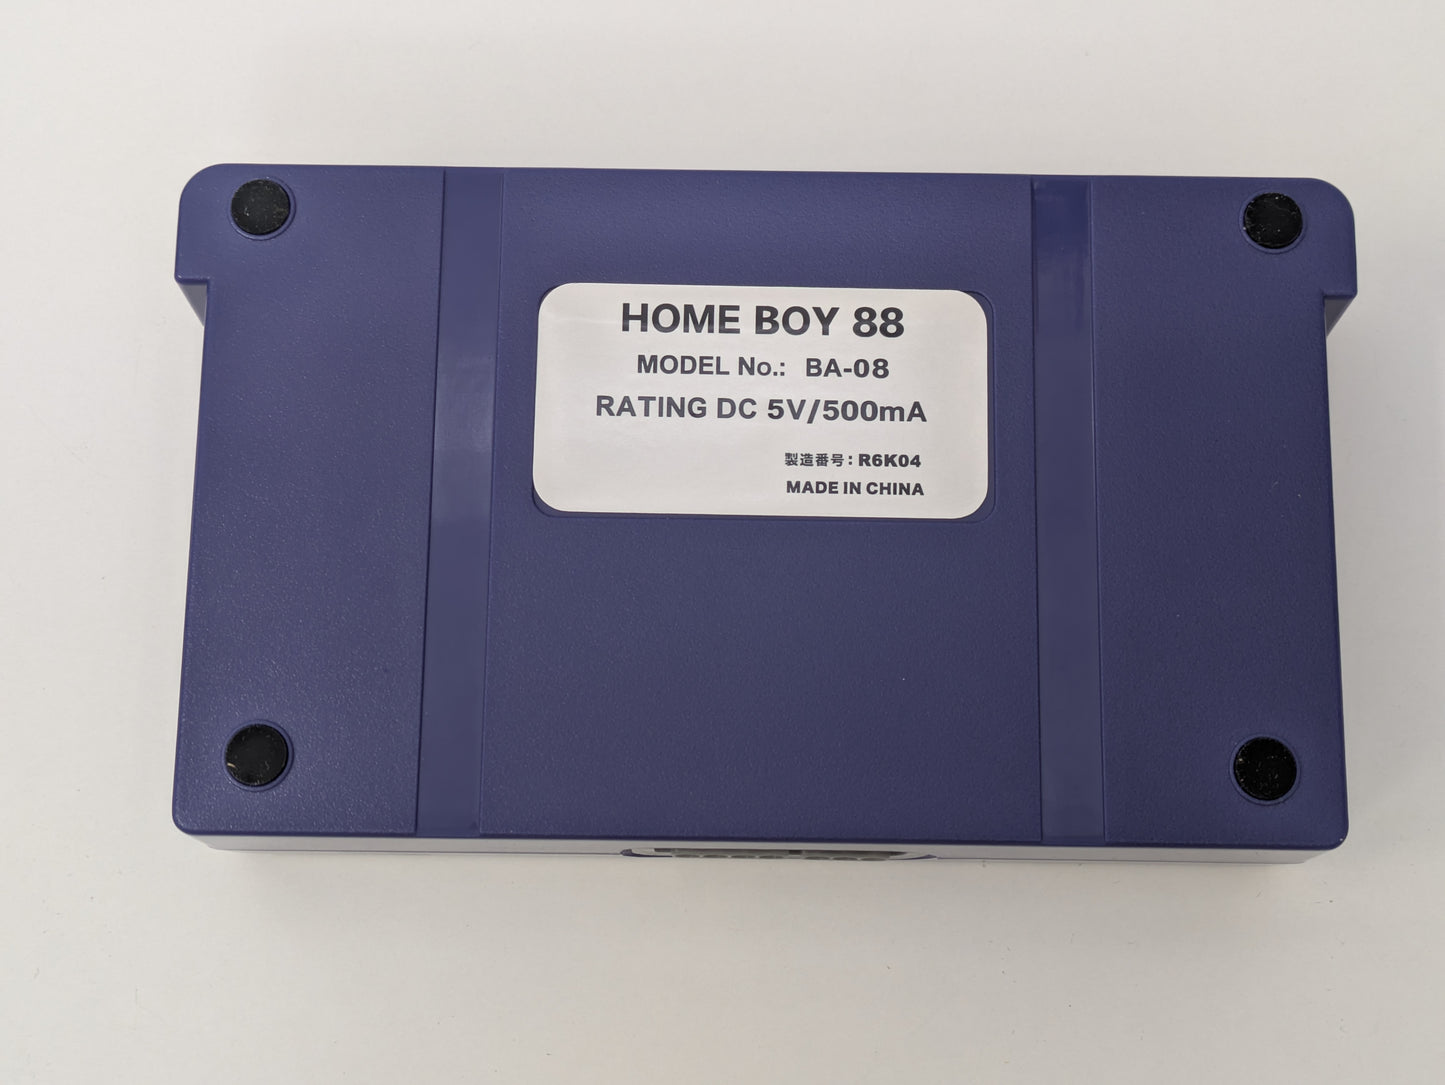 HOME BOY 88
MODEL No.: BA-08
RATING DC 5V/500mA
製造番号：R6K04
MADE IN CHINA